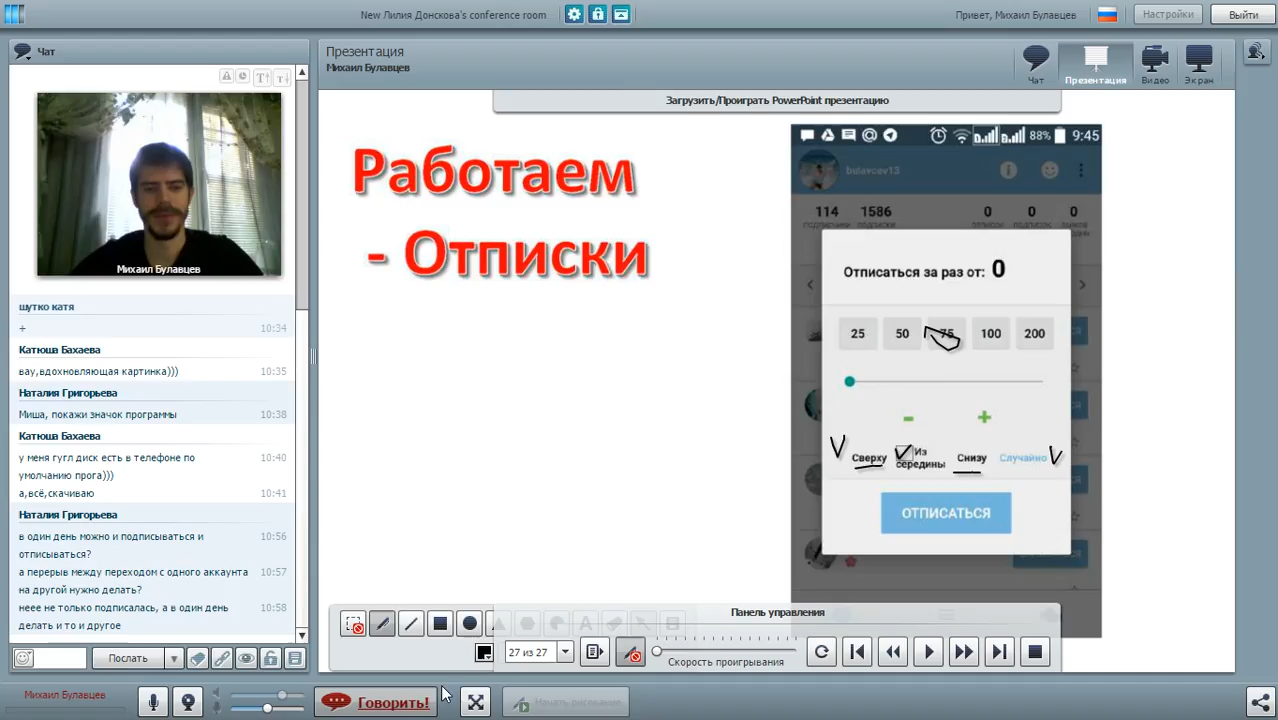 New Лилия Донскова's conference room
Привет, Михаил Булавцев
Настройки
Выйти
Чат
Презентация
Михаил Булавцев
Чат
Презентация
Видео
Экран
Загрузить/Проиграть PowerPoint презентацию
Михаил Булавцев
шутко катя
+ 10:34
Катюша Бахаева
вау,вдохновляющая картинка))) 10:35
Наталия Григорьева
Миша, покажи значок программы 10:38
Катюша Бахаева
у меня гугл диск есть в телефоне по 10:40
умолчанию прога)))
а,всё,скачиваю 10:41
Наталия Григорьева
в один день можно и подписываться и 10:56
отписываться?
а перерыв между переходом с одного аккаунта 10:57
на другой нужно делать?
неее не только подписалась, а в один день 10:58
делать и то и другое
Послать
Михаил Булавцев
Говорить!
Начать рисование
Работаем
- Отписки
88% 9:45
bulavcev13
114 1586 0 0 0
Отписаться за раз от: 0
25 50 75 100 200
- +
Сверху
Из
середины
Снизу
Случайно
ОТПИСАТЬСЯ
Панель управления
27 из 27
Скорость проигрывания